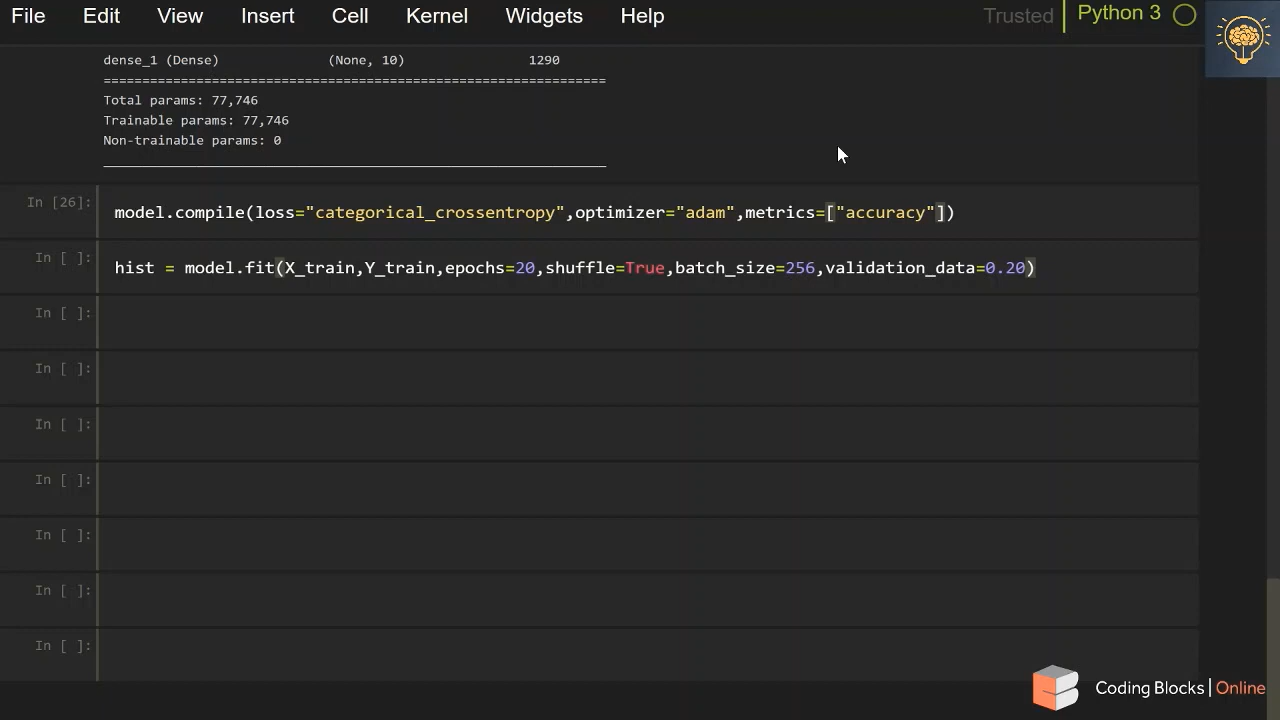 File Edit View Insert Cell Kernel Widgets Help Trusted Python 3
dense_1 (Dense) (None, 10) 1290
=================================================================
Total params: 77,746
Trainable params: 77,746
Non-trainable params: 0
_________________________________________________________________
In [26]: model.compile(loss="categorical_crossentropy",optimizer="adam",metrics=["accuracy"])
In [ ]: hist = model.fit(X_train,Y_train,epochs=20,shuffle=True,batch_size=256,validation_data=0.20)
In [ ]:
In [ ]:
In [ ]:
In [ ]:
In [ ]:
In [ ]:
In [ ]:
Coding Blocks | Online